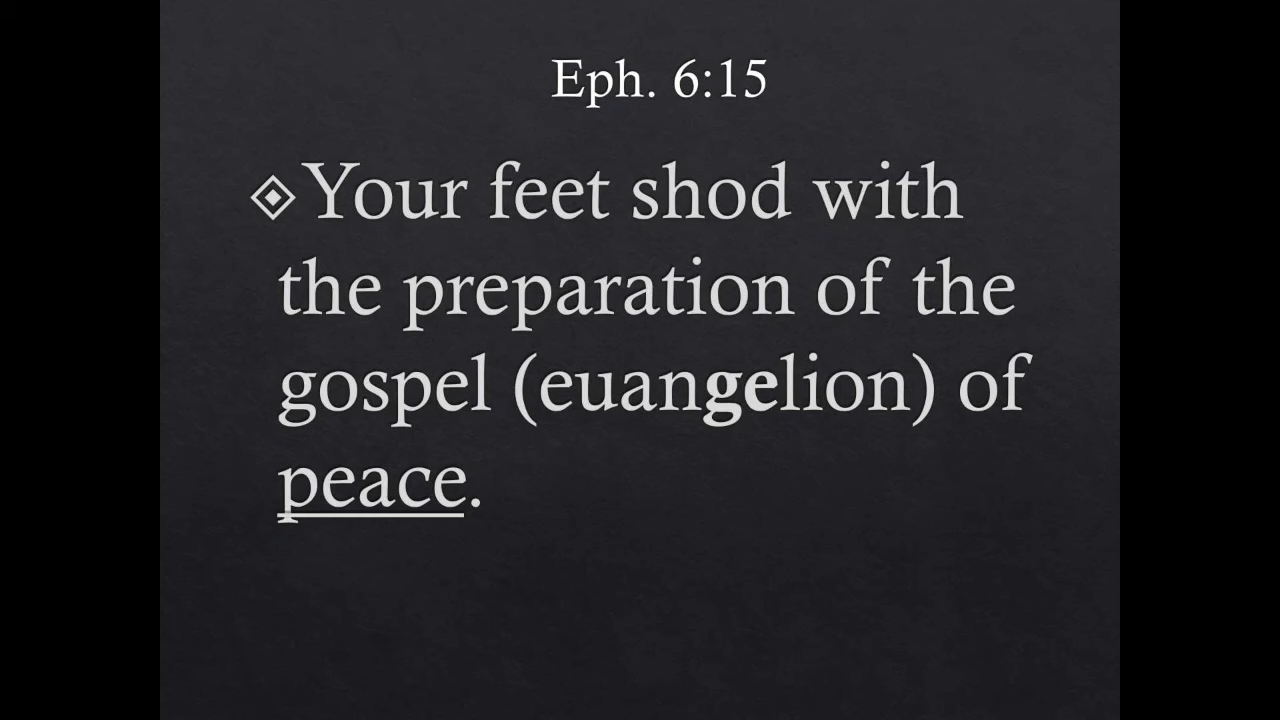 Eph. 6:15
Your feet shod with
the preparation of the
gospel (euangelion) of
peace.